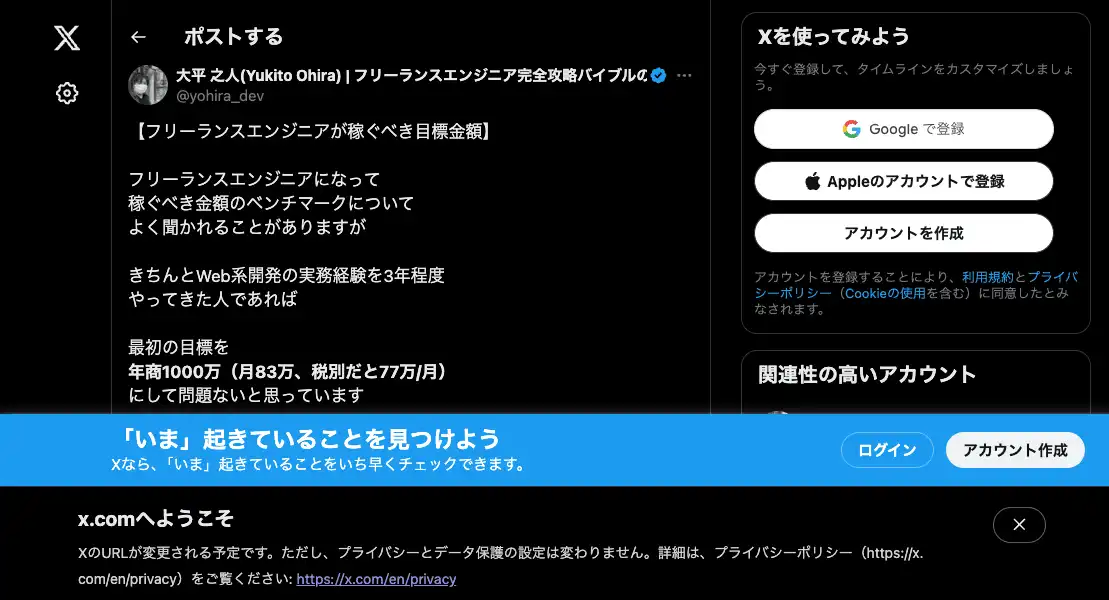 ポストする
大平 之人(Yukito Ohira) | フリーランスエンジニア完全攻略バイブルの
@yohira_dev
【フリーランスエンジニアが稼ぐべき目標金額】
フリーランスエンジニアになって
稼ぐべき金額のベンチマークについて
よく聞かれることがありますが
きちんとWeb系開発の実務経験を3年程度
やってきた人であれば
最初の目標を
年商1000万（月83万、税別だと77万/月）
にして問題ないと思っています
Xを使ってみよう
今すぐ登録して、タイムラインをカスタマイズしましょ
う。
Google で登録
Appleのアカウントで登録
アカウントを作成
アカウントを登録することにより、利用規約とプライバ
シーポリシー（Cookieの使用を含む）に同意したとみ
なされます。
関連性の高いアカウント
「いま」起きていることを見つけよう
Xなら、「いま」起きていることをいち早くチェックできます。
ログイン
アカウント作成
x.comへようこそ
XのURLが変更される予定です。ただし、プライバシーとデータ保護の設定は変わりません。詳細は、プライバシーポリシー（https://x.
com/en/privacy）をご覧ください: https://x.com/en/privacy